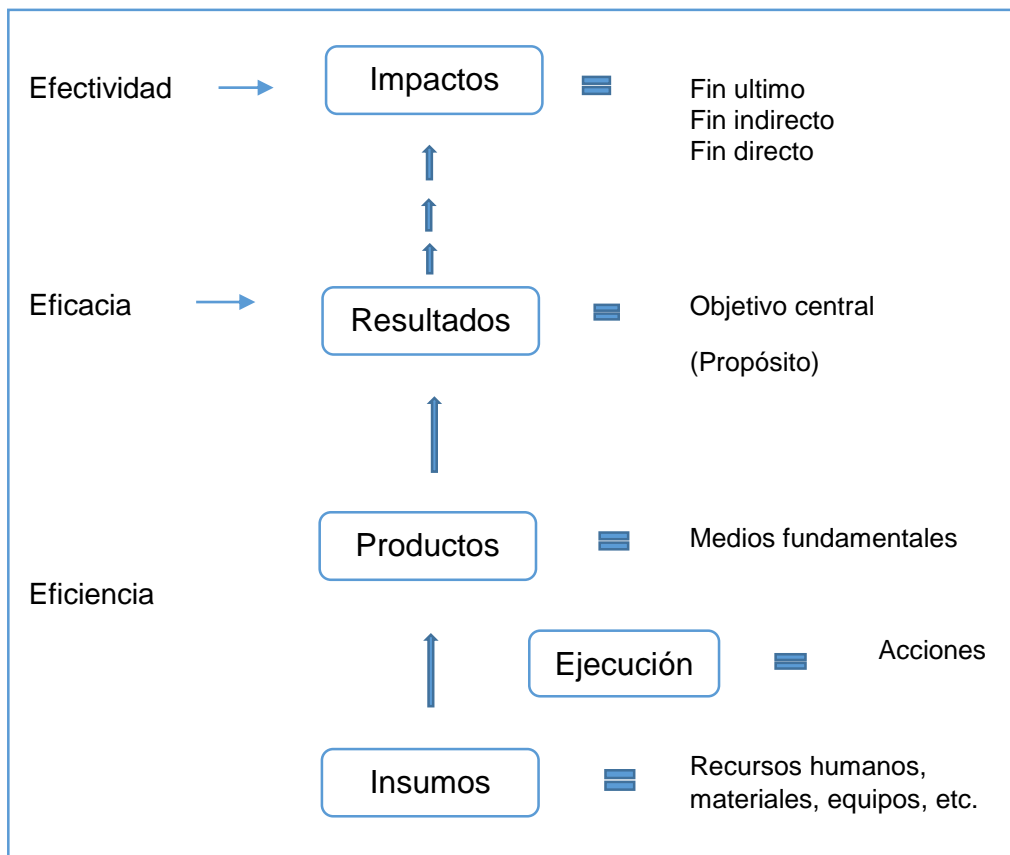 Efectividad
Impactos
Fin ultimo
Fin indirecto
Fin directo
Eficacia
Resultados
Objetivo central
(Propósito)
Productos
Medios fundamentales
Eficiencia
Ejecución
Acciones
Insumos
Recursos humanos,
materiales, equipos, etc.